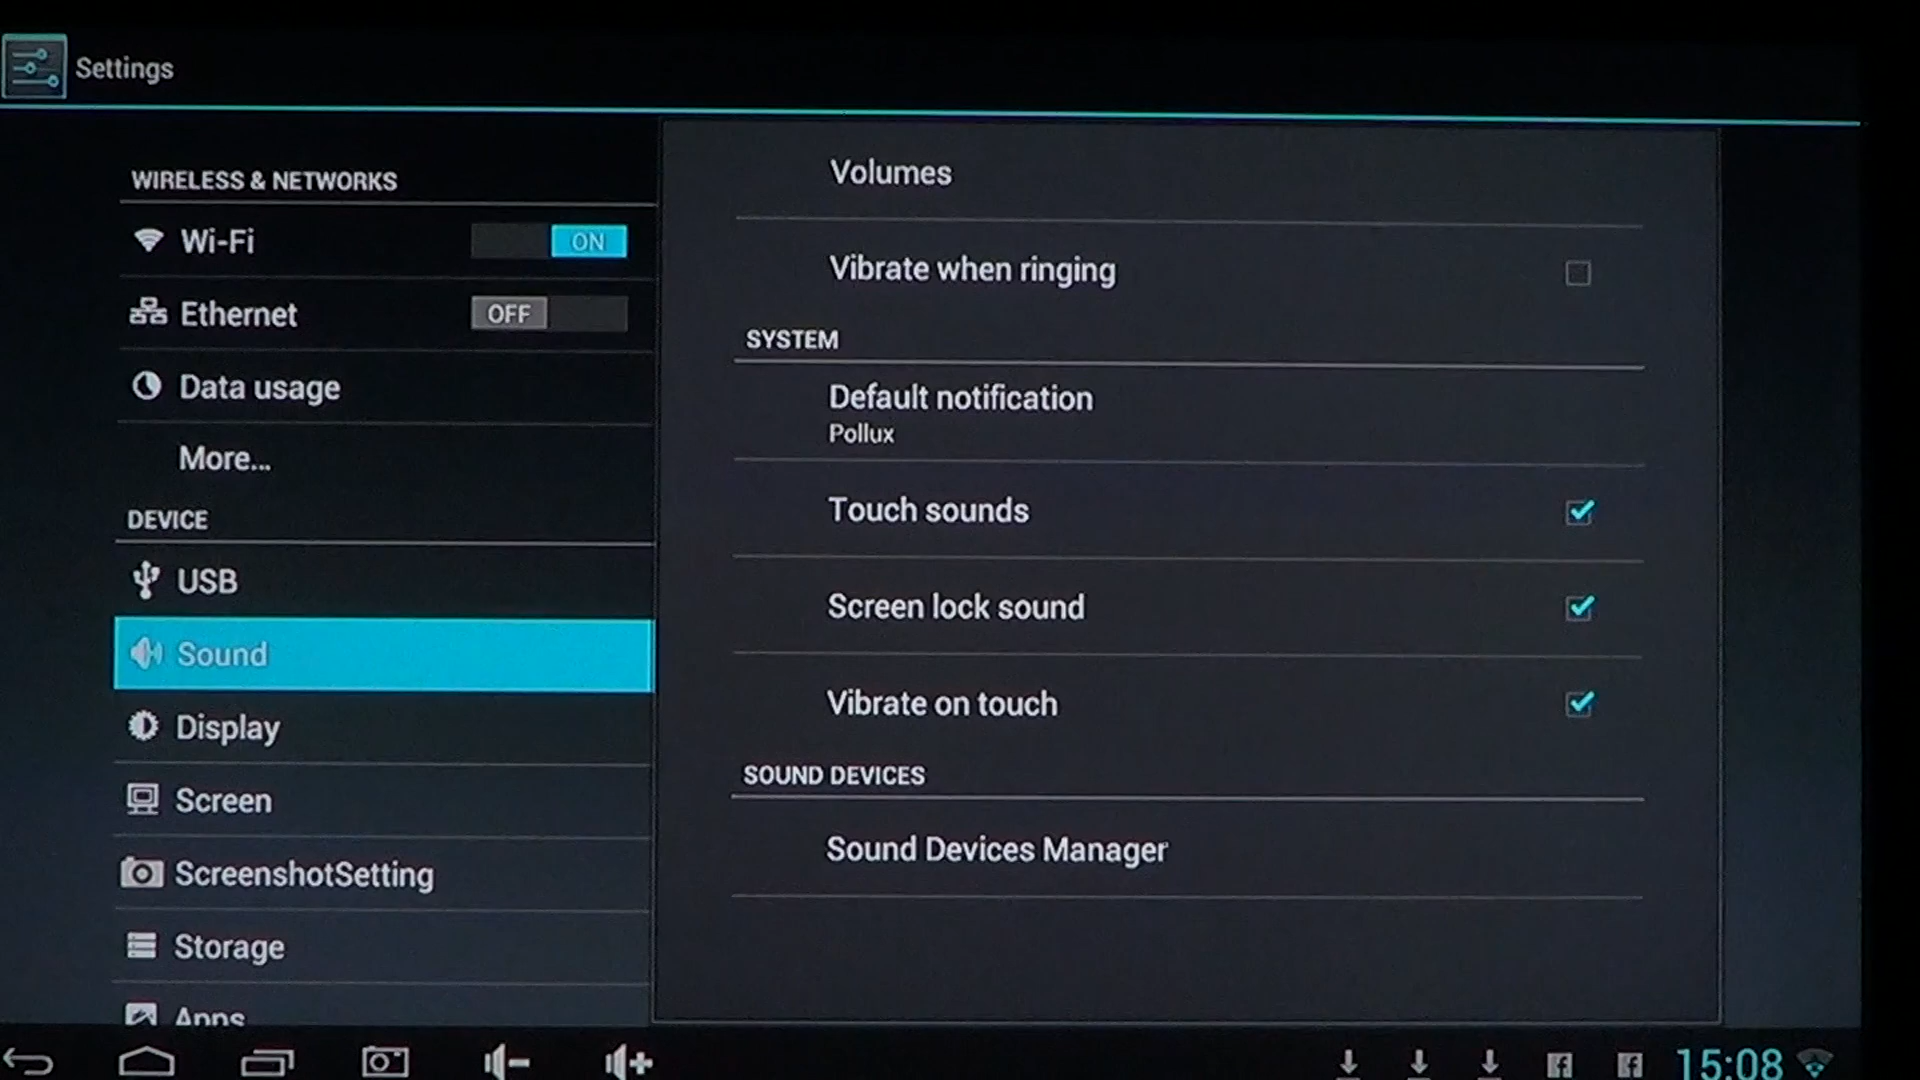 Settings
WIRELESS & NETWORKS
Wi-Fi ON
Ethernet OFF
Data usage
More...
DEVICE
USB
Sound
Display
Screen
ScreenshotSetting
Storage
Apps
Volumes
Vibrate when ringing
SYSTEM
Default notification
Pollux
Touch sounds
Screen lock sound
Vibrate on touch
SOUND DEVICES
Sound Devices Manager
15:08